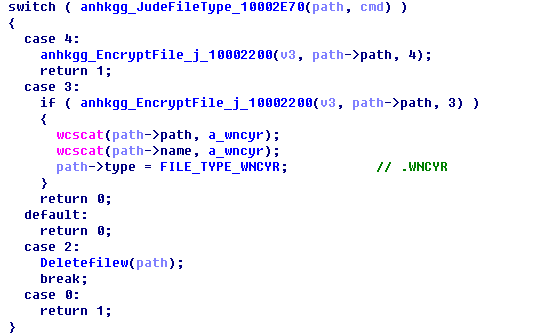 switch ( anhkgg_JudeFileType_10002E70(path, cmd) )
{
  case 4:
    anhkgg_EncryptFile_j_10002200(v3, path->path, 4);
    return 1;
  case 3:
    if ( anhkgg_EncryptFile_j_10002200(v3, path->path, 3) )
    {
      wcscat(path->path, a_wncyr);
      wcscat(path->name, a_wncyr);
      path->type = FILE_TYPE_WNCYR;           // .WNCYR
    }
    return 0;
  default:
    return 0;
  case 2:
    Deletefilew(path);
    break;
  case 0:
    return 1;
}